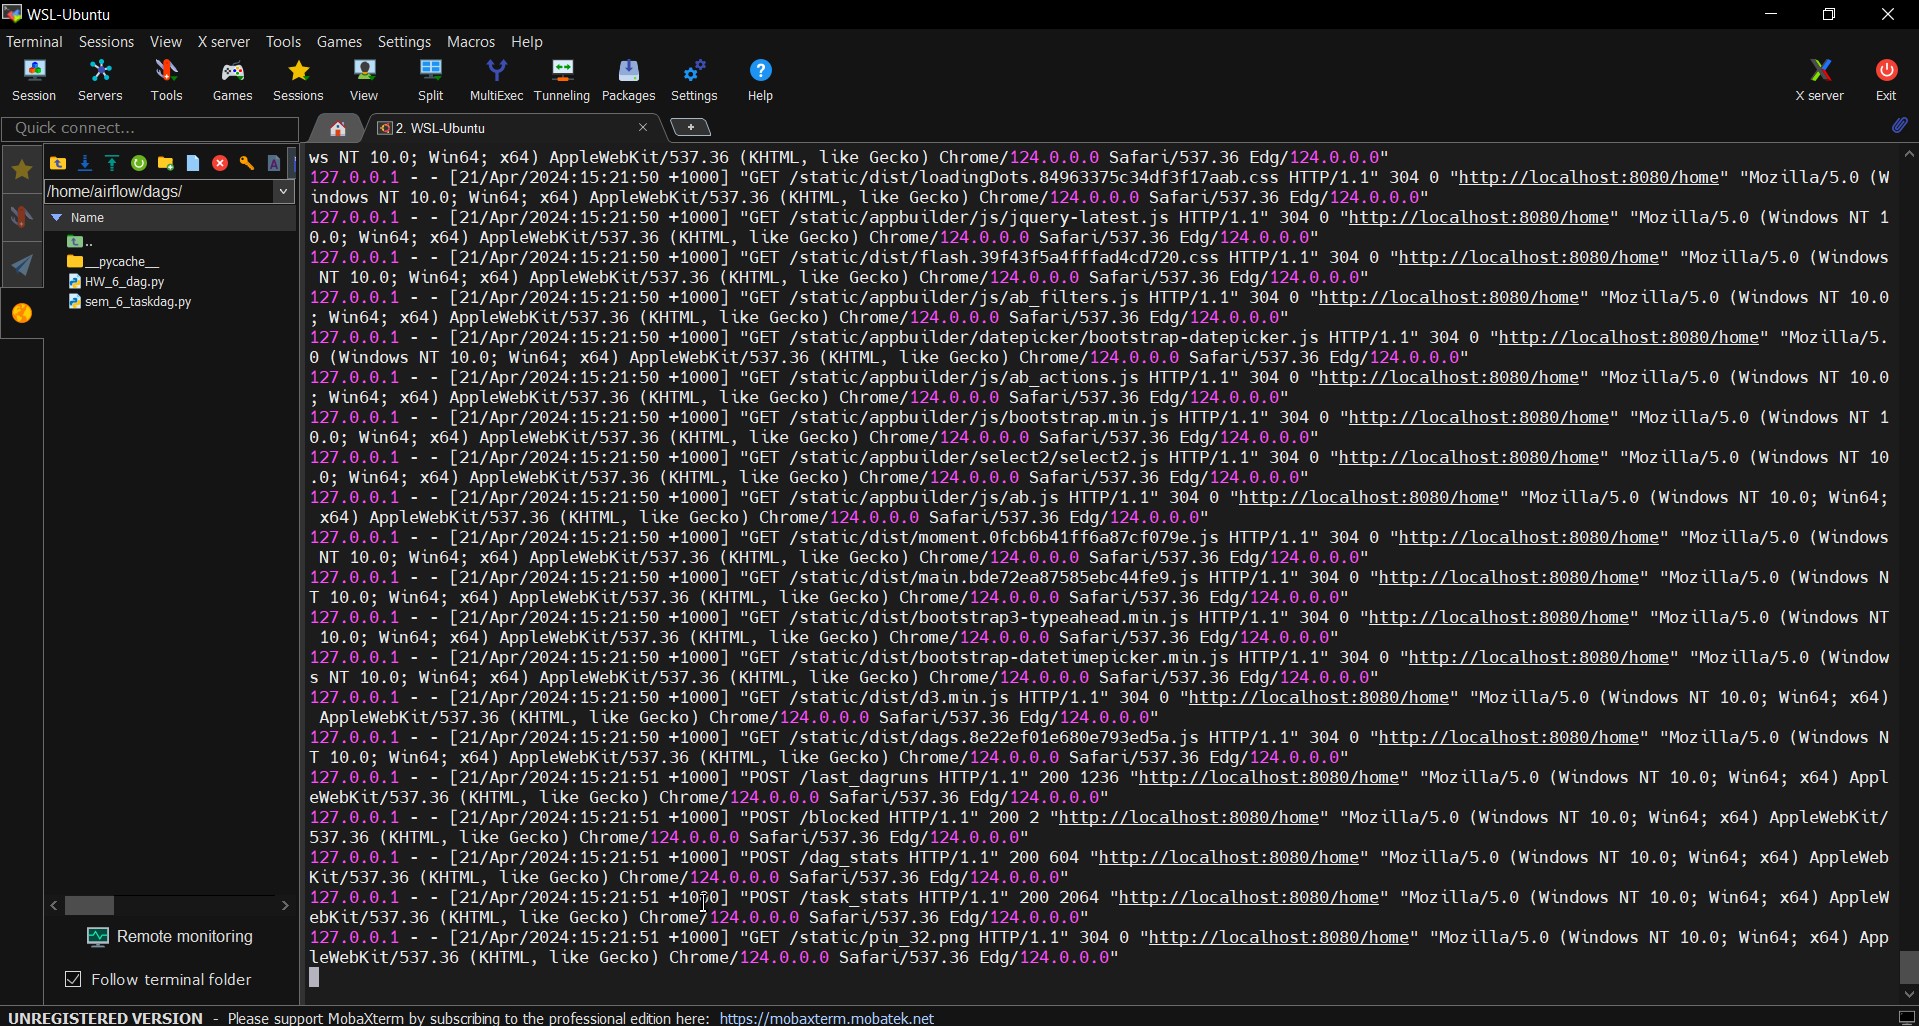 WSL-Ubuntu
Terminal Sessions View X server Tools Games Settings Macros Help
Session Servers Tools Games Sessions View Split MultiExec Tunneling Packages Settings Help X server Exit
Quick connect...
2. WSL-Ubuntu
/home/airflow/dags/
Name
..
__pycache__
HW_6_dag.py
sem_6_taskdag.py
ws NT 10.0; Win64; x64) AppleWebKit/537.36 (KHTML, like Gecko) Chrome/124.0.0.0 Safari/537.36 Edg/124.0.0.0"
127.0.0.1 - - [21/Apr/2024:15:21:50 +1000] "GET /static/dist/loadingDots.84963375c34df3f17aab.css HTTP/1.1" 304 0 "http://localhost:8080/home" "Mozilla/5.0 (W
indows NT 10.0; Win64; x64) AppleWebKit/537.36 (KHTML, like Gecko) Chrome/124.0.0.0 Safari/537.36 Edg/124.0.0.0"
127.0.0.1 - - [21/Apr/2024:15:21:50 +1000] "GET /static/appbuilder/js/jquery-latest.js HTTP/1.1" 304 0 "http://localhost:8080/home" "Mozilla/5.0 (Windows NT 1
0.0; Win64; x64) AppleWebKit/537.36 (KHTML, like Gecko) Chrome/124.0.0.0 Safari/537.36 Edg/124.0.0.0"
127.0.0.1 - - [21/Apr/2024:15:21:50 +1000] "GET /static/dist/flash.39f43f5a4fffad4cd720.css HTTP/1.1" 304 0 "http://localhost:8080/home" "Mozilla/5.0 (Windows
NT 10.0; Win64; x64) AppleWebKit/537.36 (KHTML, like Gecko) Chrome/124.0.0.0 Safari/537.36 Edg/124.0.0.0"
127.0.0.1 - - [21/Apr/2024:15:21:50 +1000] "GET /static/appbuilder/js/ab_filters.js HTTP/1.1" 304 0 "http://localhost:8080/home" "Mozilla/5.0 (Windows NT 10.0
; Win64; x64) AppleWebKit/537.36 (KHTML, like Gecko) Chrome/124.0.0.0 Safari/537.36 Edg/124.0.0.0"
127.0.0.1 - - [21/Apr/2024:15:21:50 +1000] "GET /static/appbuilder/datepicker/bootstrap-datepicker.js HTTP/1.1" 304 0 "http://localhost:8080/home" "Mozilla/5.
0 (Windows NT 10.0; Win64; x64) AppleWebKit/537.36 (KHTML, like Gecko) Chrome/124.0.0.0 Safari/537.36 Edg/124.0.0.0"
127.0.0.1 - - [21/Apr/2024:15:21:50 +1000] "GET /static/appbuilder/js/ab_actions.js HTTP/1.1" 304 0 "http://localhost:8080/home" "Mozilla/5.0 (Windows NT 10.0
; Win64; x64) AppleWebKit/537.36 (KHTML, like Gecko) Chrome/124.0.0.0 Safari/537.36 Edg/124.0.0.0"
127.0.0.1 - - [21/Apr/2024:15:21:50 +1000] "GET /static/appbuilder/js/bootstrap.min.js HTTP/1.1" 304 0 "http://localhost:8080/home" "Mozilla/5.0 (Windows NT 1
0.0; Win64; x64) AppleWebKit/537.36 (KHTML, like Gecko) Chrome/124.0.0.0 Safari/537.36 Edg/124.0.0.0"
127.0.0.1 - - [21/Apr/2024:15:21:50 +1000] "GET /static/appbuilder/select2/select2.js HTTP/1.1" 304 0 "http://localhost:8080/home" "Mozilla/5.0 (Windows NT 10
.0; Win64; x64) AppleWebKit/537.36 (KHTML, like Gecko) Chrome/124.0.0.0 Safari/537.36 Edg/124.0.0.0"
127.0.0.1 - - [21/Apr/2024:15:21:50 +1000] "GET /static/appbuilder/js/ab.js HTTP/1.1" 304 0 "http://localhost:8080/home" "Mozilla/5.0 (Windows NT 10.0; Win64;
x64) AppleWebKit/537.36 (KHTML, like Gecko) Chrome/124.0.0.0 Safari/537.36 Edg/124.0.0.0"
127.0.0.1 - - [21/Apr/2024:15:21:50 +1000] "GET /static/dist/moment.0fcb6b41ff6a87cf079e.js HTTP/1.1" 304 0 "http://localhost:8080/home" "Mozilla/5.0 (Windows
NT 10.0; Win64; x64) AppleWebKit/537.36 (KHTML, like Gecko) Chrome/124.0.0.0 Safari/537.36 Edg/124.0.0.0"
127.0.0.1 - - [21/Apr/2024:15:21:50 +1000] "GET /static/dist/main.bde72ea87585ebc44fe9.js HTTP/1.1" 304 0 "http://localhost:8080/home" "Mozilla/5.0 (Windows N
T 10.0; Win64; x64) AppleWebKit/537.36 (KHTML, like Gecko) Chrome/124.0.0.0 Safari/537.36 Edg/124.0.0.0"
127.0.0.1 - - [21/Apr/2024:15:21:50 +1000] "GET /static/dist/bootstrap3-typeahead.min.js HTTP/1.1" 304 0 "http://localhost:8080/home" "Mozilla/5.0 (Windows NT
10.0; Win64; x64) AppleWebKit/537.36 (KHTML, like Gecko) Chrome/124.0.0.0 Safari/537.36 Edg/124.0.0.0"
127.0.0.1 - - [21/Apr/2024:15:21:50 +1000] "GET /static/dist/bootstrap-datetimepicker.min.js HTTP/1.1" 304 0 "http://localhost:8080/home" "Mozilla/5.0 (Window
s NT 10.0; Win64; x64) AppleWebKit/537.36 (KHTML, like Gecko) Chrome/124.0.0.0 Safari/537.36 Edg/124.0.0.0"
127.0.0.1 - - [21/Apr/2024:15:21:50 +1000] "GET /static/dist/d3.min.js HTTP/1.1" 304 0 "http://localhost:8080/home" "Mozilla/5.0 (Windows NT 10.0; Win64; x64)
AppleWebKit/537.36 (KHTML, like Gecko) Chrome/124.0.0.0 Safari/537.36 Edg/124.0.0.0"
127.0.0.1 - - [21/Apr/2024:15:21:50 +1000] "GET /static/dist/dags.8e22ef01e680e793ed5a.js HTTP/1.1" 304 0 "http://localhost:8080/home" "Mozilla/5.0 (Windows N
T 10.0; Win64; x64) AppleWebKit/537.36 (KHTML, like Gecko) Chrome/124.0.0.0 Safari/537.36 Edg/124.0.0.0"
127.0.0.1 - - [21/Apr/2024:15:21:51 +1000] "POST /last_dagruns HTTP/1.1" 200 1236 "http://localhost:8080/home" "Mozilla/5.0 (Windows NT 10.0; Win64; x64) Appl
eWebKit/537.36 (KHTML, like Gecko) Chrome/124.0.0.0 Safari/537.36 Edg/124.0.0.0"
127.0.0.1 - - [21/Apr/2024:15:21:51 +1000] "POST /blocked HTTP/1.1" 200 2 "http://localhost:8080/home" "Mozilla/5.0 (Windows NT 10.0; Win64; x64) AppleWebKit/
537.36 (KHTML, like Gecko) Chrome/124.0.0.0 Safari/537.36 Edg/124.0.0.0"
127.0.0.1 - - [21/Apr/2024:15:21:51 +1000] "POST /dag_stats HTTP/1.1" 200 604 "http://localhost:8080/home" "Mozilla/5.0 (Windows NT 10.0; Win64; x64) AppleWeb
Kit/537.36 (KHTML, like Gecko) Chrome/124.0.0.0 Safari/537.36 Edg/124.0.0.0"
127.0.0.1 - - [21/Apr/2024:15:21:51 +1000] "POST /task_stats HTTP/1.1" 200 2064 "http://localhost:8080/home" "Mozilla/5.0 (Windows NT 10.0; Win64; x64) AppleW
ebKit/537.36 (KHTML, like Gecko) Chrome/124.0.0.0 Safari/537.36 Edg/124.0.0.0"
127.0.0.1 - - [21/Apr/2024:15:21:51 +1000] "GET /static/pin_32.png HTTP/1.1" 304 0 "http://localhost:8080/home" "Mozilla/5.0 (Windows NT 10.0; Win64; x64) App
leWebKit/537.36 (KHTML, like Gecko) Chrome/124.0.0.0 Safari/537.36 Edg/124.0.0.0"
Remote monitoring
Follow terminal folder
UNREGISTERED VERSION - Please support MobaXterm by subscribing to the professional edition here: https://mobaxterm.mobatek.net